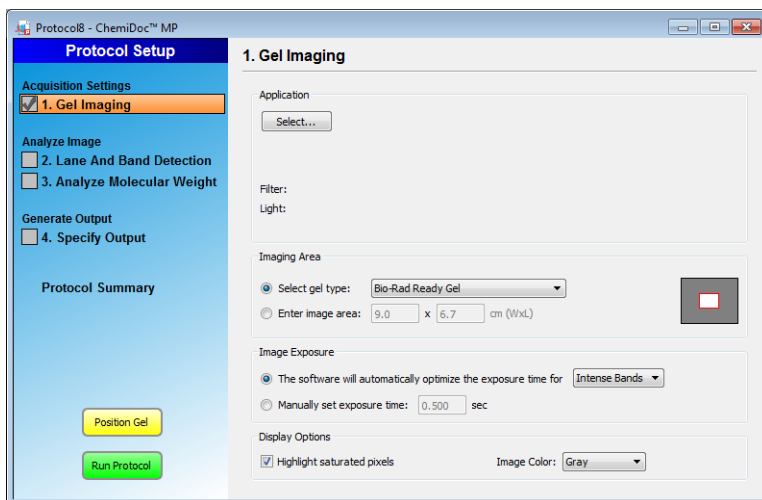 Protocol8 - ChemiDoc™ MP
Protocol Setup
Acquisition Settings
1. Gel Imaging
Analyze Image
2. Lane And Band Detection
3. Analyze Molecular Weight
Generate Output
4. Specify Output
Protocol Summary
Position Gel
Run Protocol
1. Gel Imaging
Application
Select...
Filter:
Light:
Imaging Area
Select gel type: Bio-Rad Ready Gel
Enter image area: 9.0 x 6.7 cm (WxL)
Image Exposure
The software will automatically optimize the exposure time for Intense Bands
Manually set exposure time: 0.500 sec
Display Options
Highlight saturated pixels Image Color: Gray